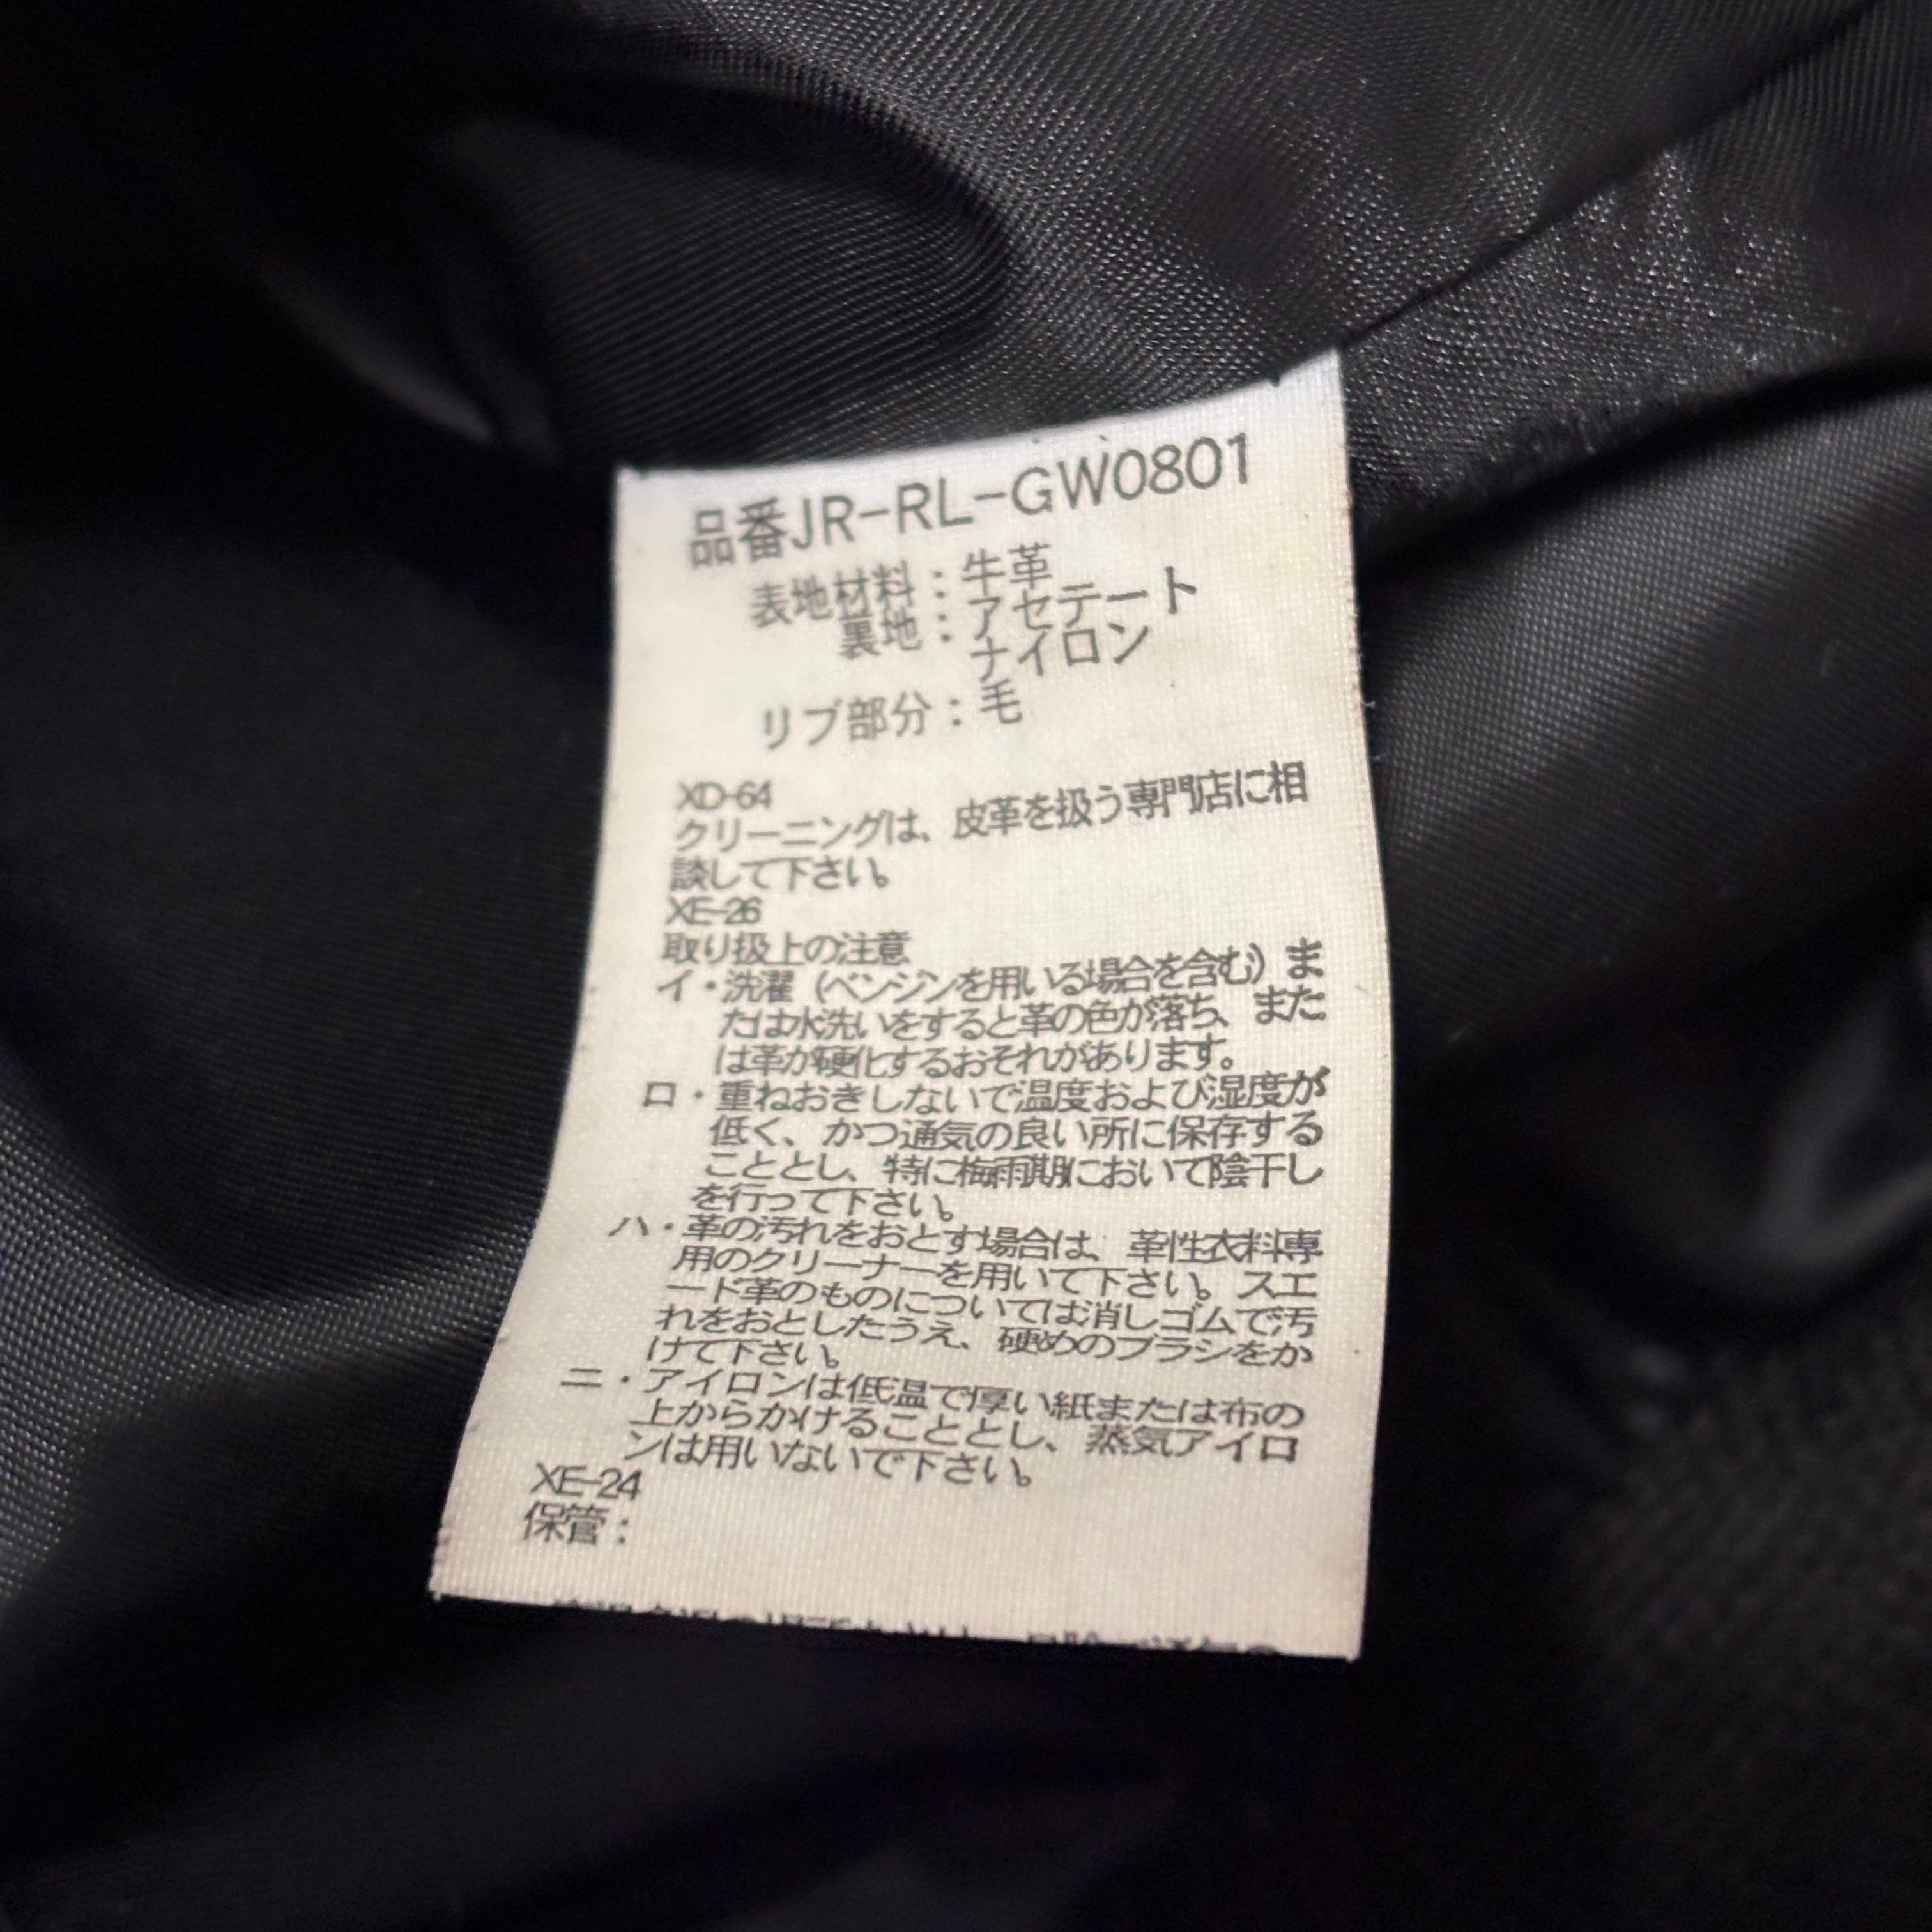 品番JR-RL-GW0801
表地材料：牛革
裏地：アセテート
ナイロン
リブ部分：毛
XD-64
クリーニングは、皮革を扱う専門店に相
談して下さい。
XE-26
取り扱上の注意
イ・洗濯（ベンジンを用いる場合を含む）ま
たは水洗いをすると革の色が落ち、また
は革が硬化するおそれがあります。
ロ・重ねおきしないで温度および湿度が
低く、かつ通気の良い所に保存する
こととし、特に梅雨期において陰干し
を行って下さい。
ハ・革の汚れをおとす場合は、革性衣料専
用のクリーナーを用いて下さい。スエ
ード革のものについては消しゴムで汚
れをおとしたうえ、硬めのブラシをか
けて下さい。
ニ・アイロンは低温で厚い紙または布の
上からかけることとし、蒸気アイロ
ンは用いないで下さい。
XE-24
保管：